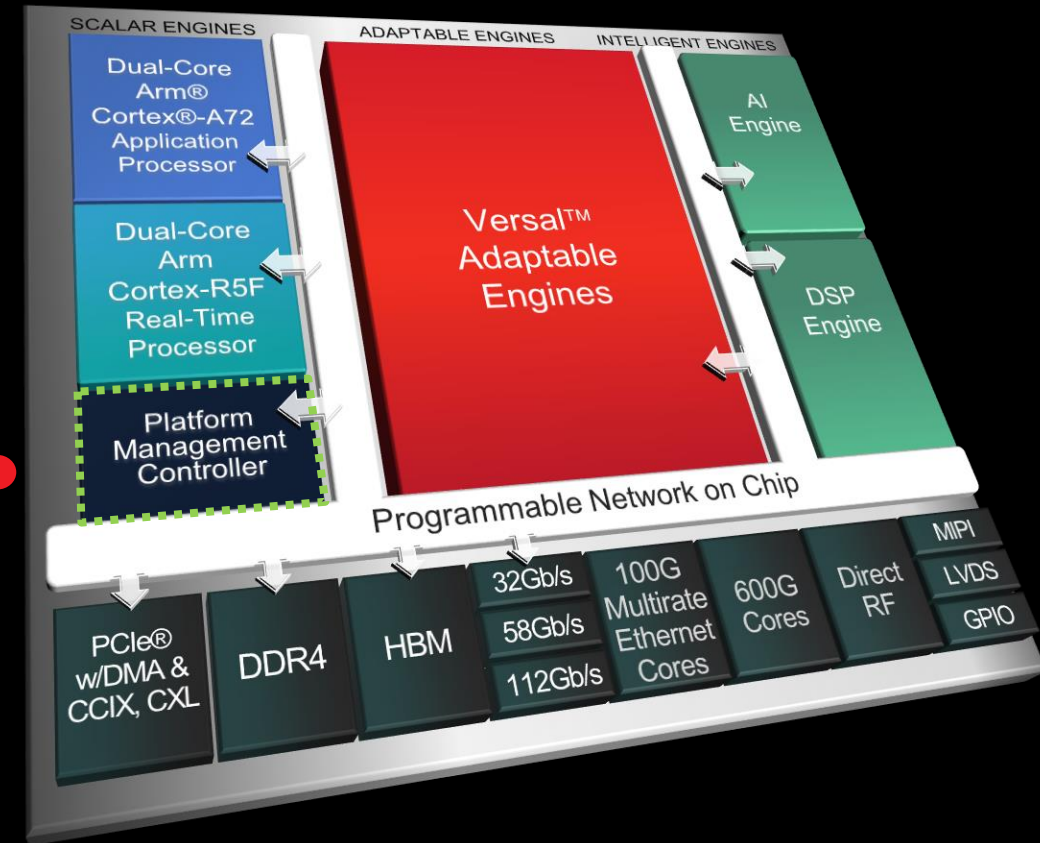 SCALAR ENGINES
ADAPTABLE ENGINES
INTELLIGENT ENGINES
Dual-Core
Arm®
Cortex®-A72
Application
Processor
Dual-Core
Arm
Cortex-R5F
Real-Time
Processor
Platform
Management
Controller
Versal™
Adaptable
Engines
AI
Engine
DSP
Engine
Programmable Network on Chip
PCIe®
w/DMA &
CCIX, CXL
DDR4
HBM
32Gb/s
58Gb/s
112Gb/s
100G
Multirate
Ethernet
Cores
600G
Cores
Direct
RF
MIPI
LVDS
GPIO